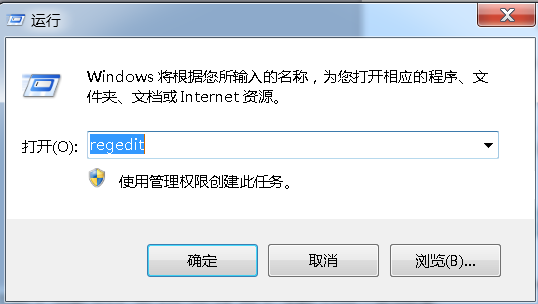 运行
Windows 将根据您所输入的名称，为您打开相应的程序、文
件夹、文档或 Internet 资源。
打开(O): regedit
使用管理权限创建此任务。
确定 取消 浏览(B)...